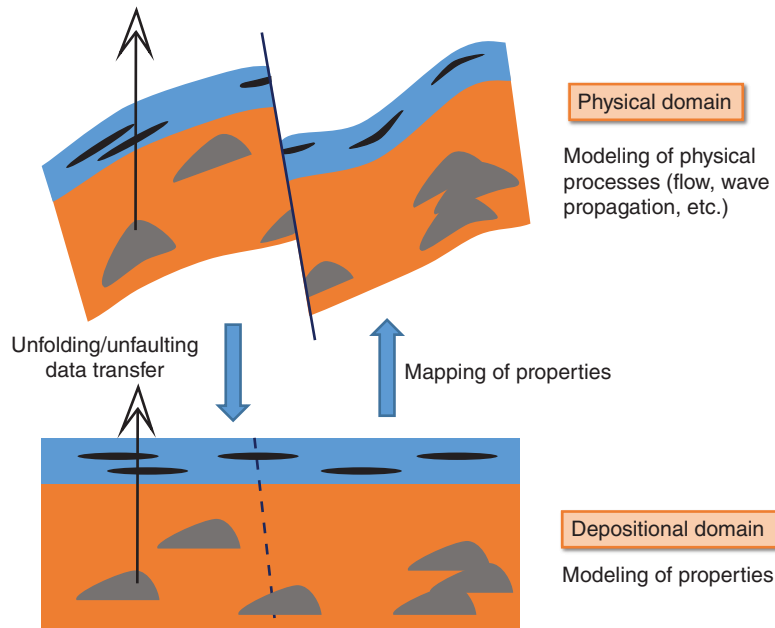 Physical domain
Modeling of physical
processes (flow, wave
propagation, etc.)
Unfolding/unfaulting
data transfer
Mapping of properties
Depositional domain
Modeling of properties